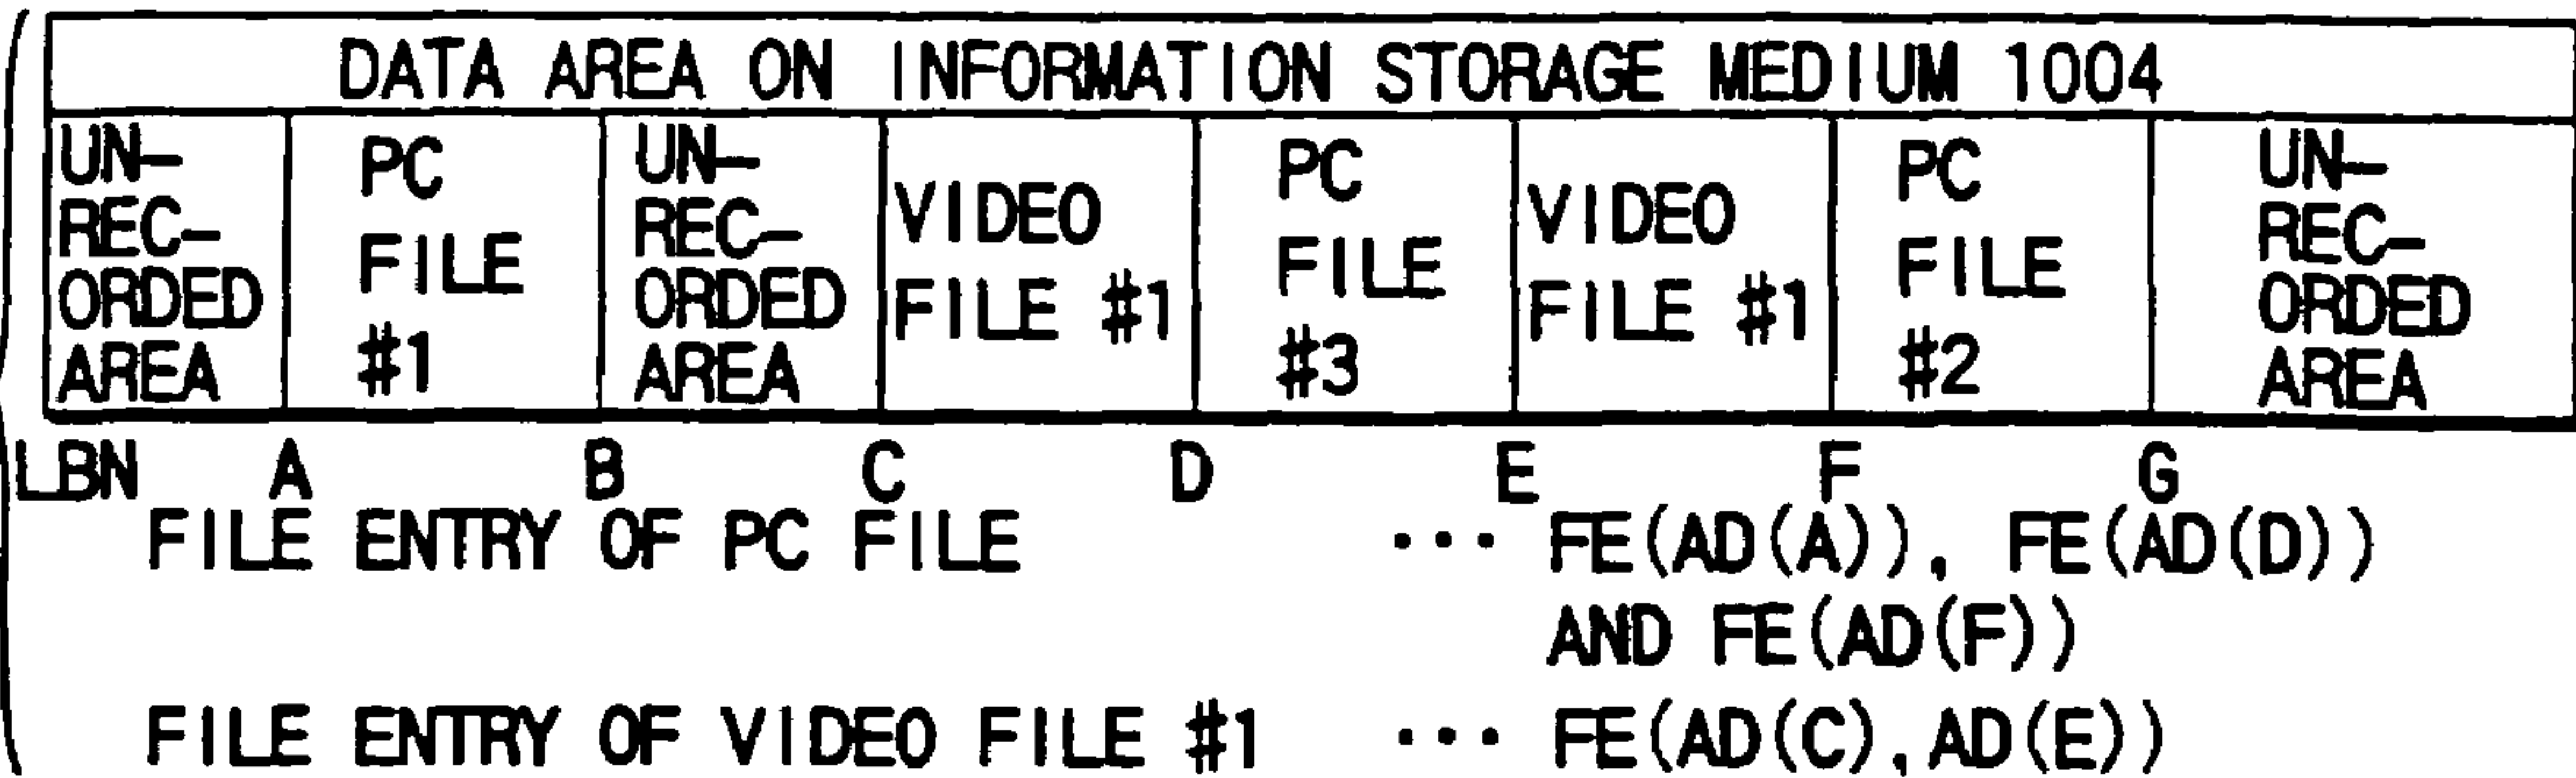 DATA AREA ON INFORMATION STORAGE MEDIUM 1004
UN-
REC-
ORDED
AREA
PC
FILE
#1
UN-
REC-
ORDED
AREA
VIDEO
FILE #1
PC
FILE
#3
VIDEO
FILE #1
PC
FILE
#2
UN-
REC-
ORDED
AREA
LBN A B C D E F G
FILE ENTRY OF PC FILE ··· FE(AD(A)), FE(AD(D))
AND FE(AD(F))
FILE ENTRY OF VIDEO FILE #1 ··· FE(AD(C),AD(E))